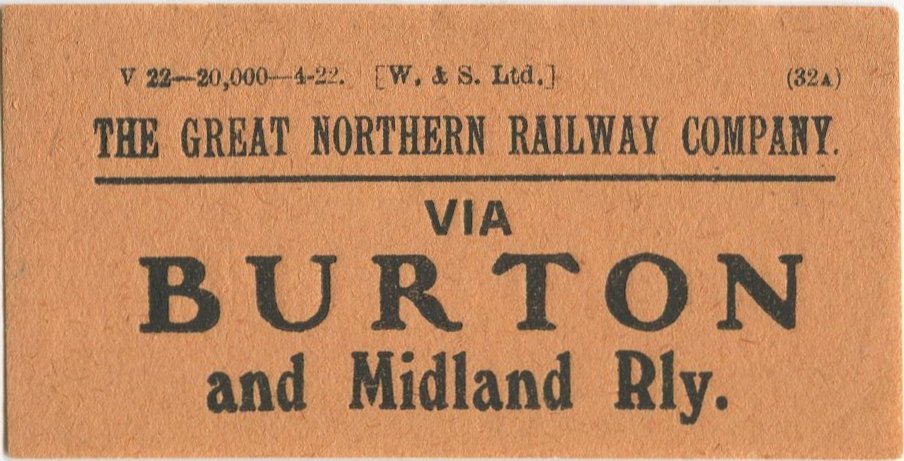 V 22—20,000—4-22. [W. & S. Ltd.] (32A)
THE GREAT NORTHERN RAILWAY COMPANY.
VIA
BURTON
and Midland Rly.